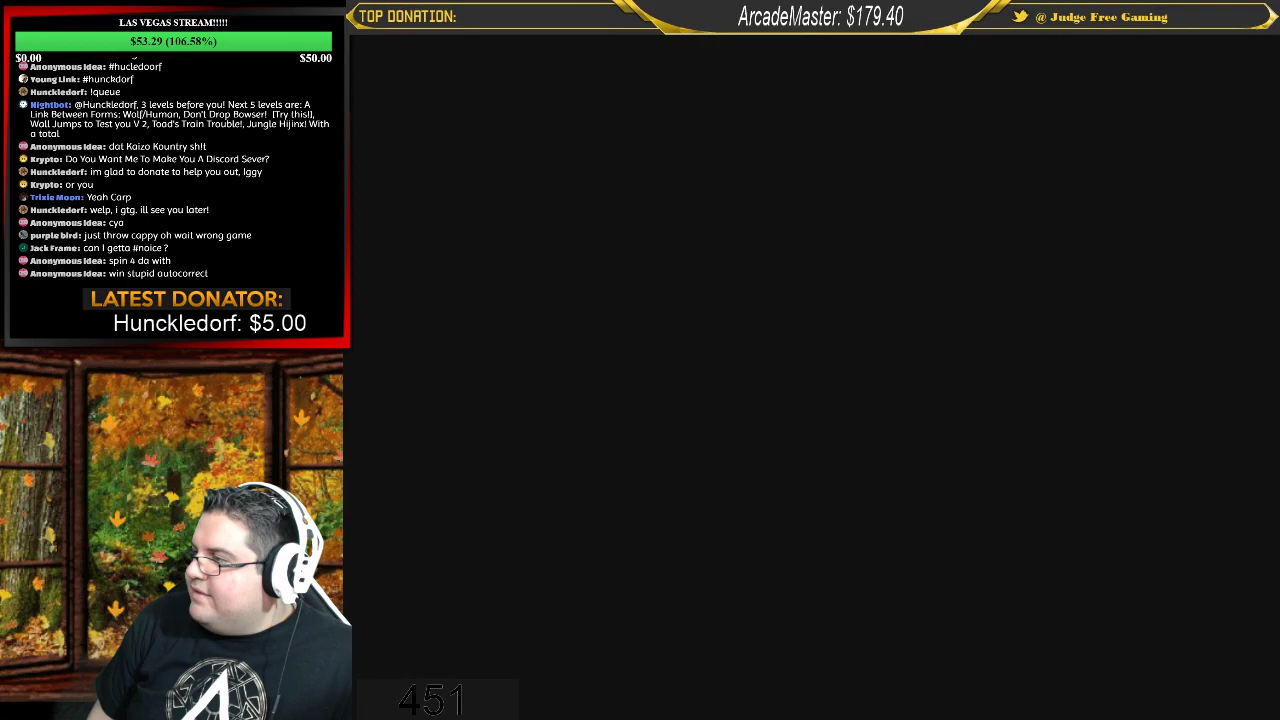 LAS VEGAS STREAM!!!!!
$53.29 (106.58%)
$0.00 $50.00
Anonymous Idea: #hucledoorf
Young Link: #hunckdorf
Hunckledorf: !queue
Nightbot: @Hunckledorf, 3 levels before you! Next 5 levels are: A
Link Between Forms: Wolf/Human, Don't Drop Bowser! [Try this!],
Wall Jumps to Test you V 2, Toad's Train Trouble!, Jungle Hijinx! With
a total
Anonymous Idea: dat Kaizo Kountry sh!t
Krypto: Do You Want Me To Make You A Discord Sever?
Hunckledorf: im glad to donate to help you out, Iggy
Krypto: or you
Trixie Moon: Yeah Carp
Hunckledorf: welp, i gtg. ill see you later!
Anonymous Idea: cya
purple bird: just throw cappy oh wait wrong game
Jack Frame: can I getta #noice ?
Anonymous Idea: spin 4 da with
Anonymous Idea: win stupid autocorrect
LATEST DONATOR:
Hunckledorf: $5.00
TOP DONATION:
ArcadeMaster: $179.40
@ Judge Free Gaming
451